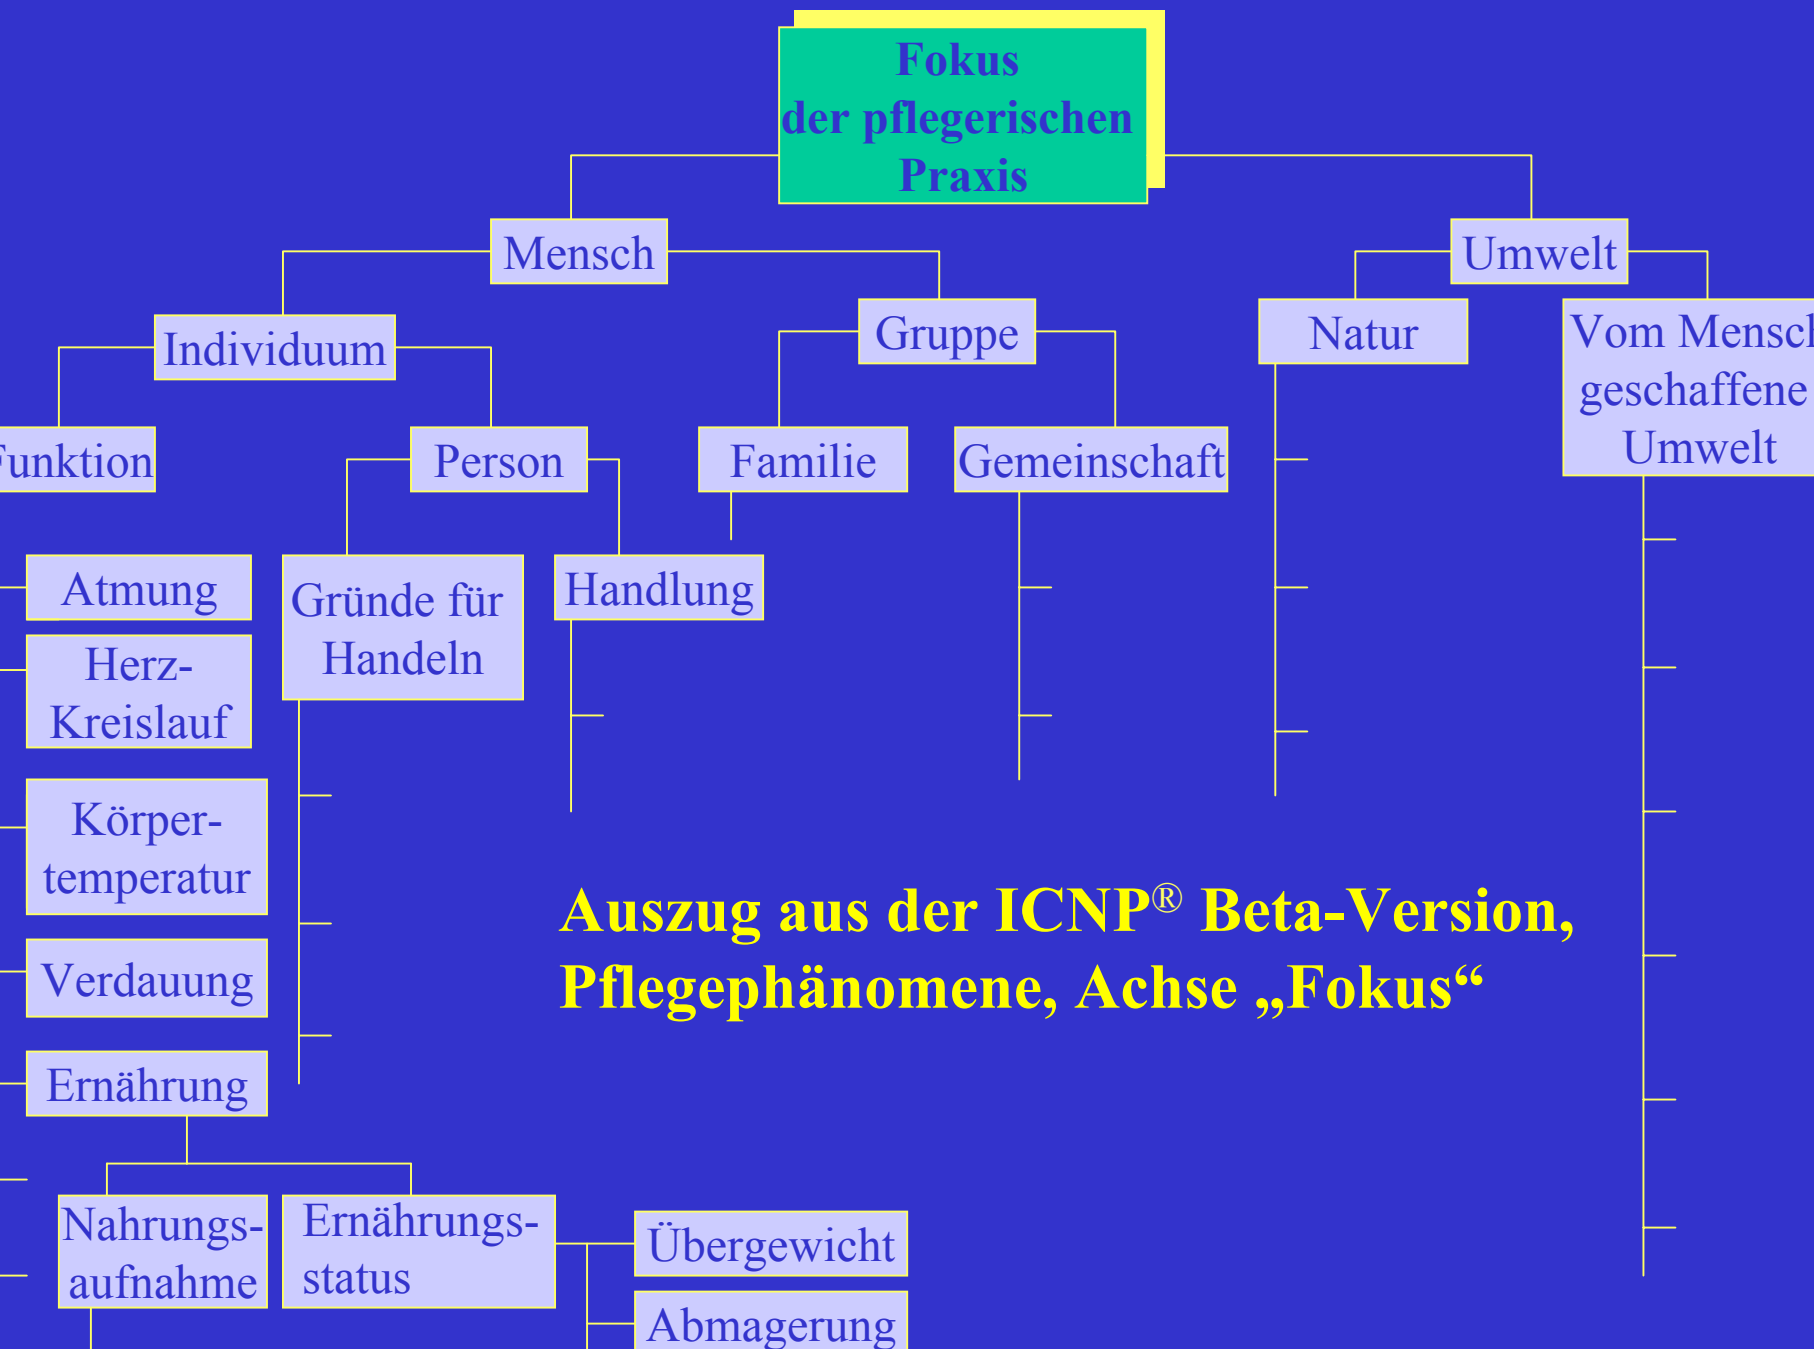 Fokus
der pflegerischen
Praxis
Mensch
Umwelt
Individuum
Gruppe
Natur
Vom Mensch
geschaffene
Umwelt
Funktion
Person
Familie
Gemeinschaft
Atmung
Gründe für
Handeln
Handlung
Herz-
Kreislauf
Körper-
temperatur
Verdauung
Ernährung
Auszug aus der ICNP® Beta-Version,
Pflegephänomene, Achse „Fokus“
Nahrungs-
aufnahme
Ernährungs-
status
Übergewicht
Abmagerung